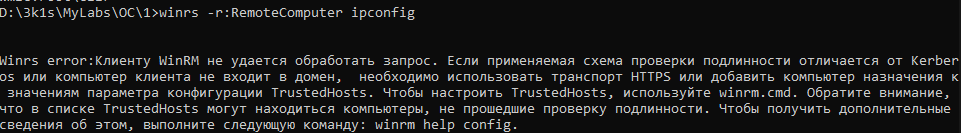 D:\3k1s\MyLabs\OC\1>winrs -r:RemoteComputer ipconfig
Winrs error:Клиенту WinRM не удается обработать запрос. Если применяемая схема проверки подлинности отличается от Kerber
os или компьютер клиента не входит в домен,  необходимо использовать транспорт HTTPS или добавить компьютер назначения к
 значениям параметра конфигурации TrustedHosts. Чтобы настроить TrustedHosts, используйте winrm.cmd. Обратите внимание,
что в списке TrustedHosts могут находиться компьютеры, не прошедшие проверку подлинности. Чтобы получить дополнительные
сведения об этом, выполните следующую команду: winrm help config.